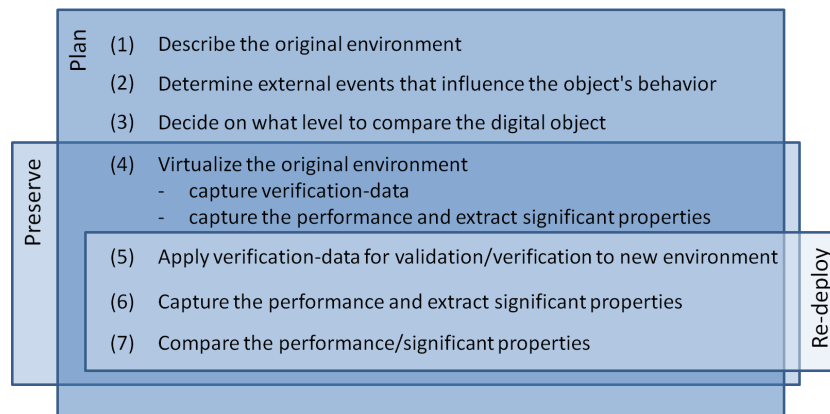 Plan
(1) Describe the original environment
(2) Determine external events that influence the object's behavior
(3) Decide on what level to compare the digital object
Preserve
(4) Virtualize the original environment
- capture verification-data
- capture the performance and extract significant properties
(5) Apply verification-data for validation/verification to new environment
(6) Capture the performance and extract significant properties
(7) Compare the performance/significant properties
Re-deploy